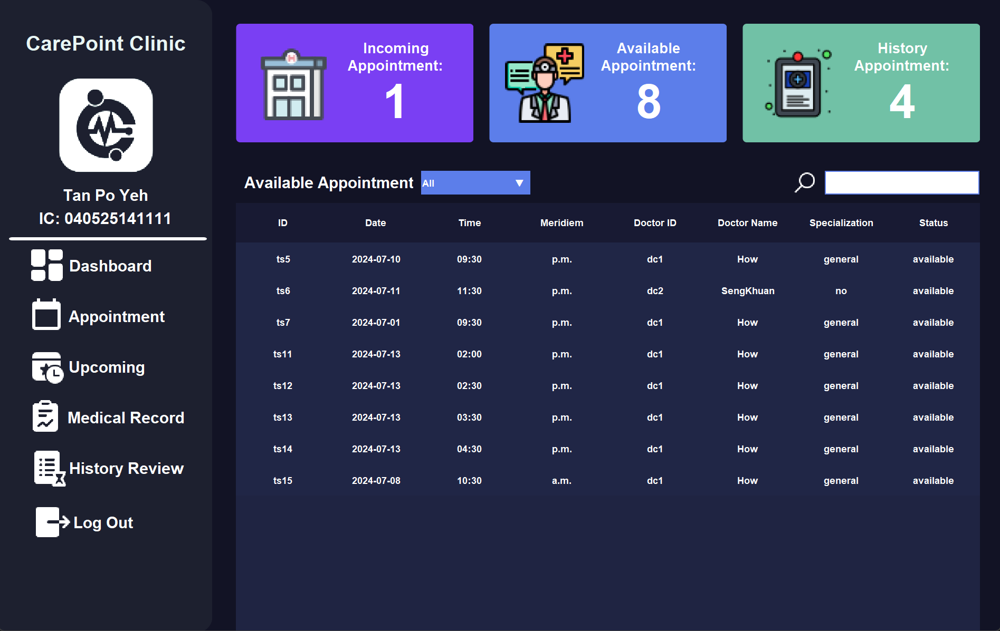 CarePoint Clinic
Tan Po Yeh
IC: 040525141111
Dashboard
Appointment
Upcoming
Medical Record
History Review
Log Out
Incoming
Appointment:
1
Available
Appointment:
8
History
Appointment:
4
Available Appointment All
ID Date Time Meridiem Doctor ID Doctor Name Specialization Status
ts5 2024-07-10 09:30 p.m. dc1 How general available
ts6 2024-07-11 11:30 p.m. dc2 SengKhuan no available
ts7 2024-07-01 09:30 p.m. dc1 How general available
ts11 2024-07-13 02:00 p.m. dc1 How general available
ts12 2024-07-13 02:30 p.m. dc1 How general available
ts13 2024-07-13 03:30 p.m. dc1 How general available
ts14 2024-07-13 04:30 p.m. dc1 How general available
ts15 2024-07-08 10:30 a.m. dc1 How general available